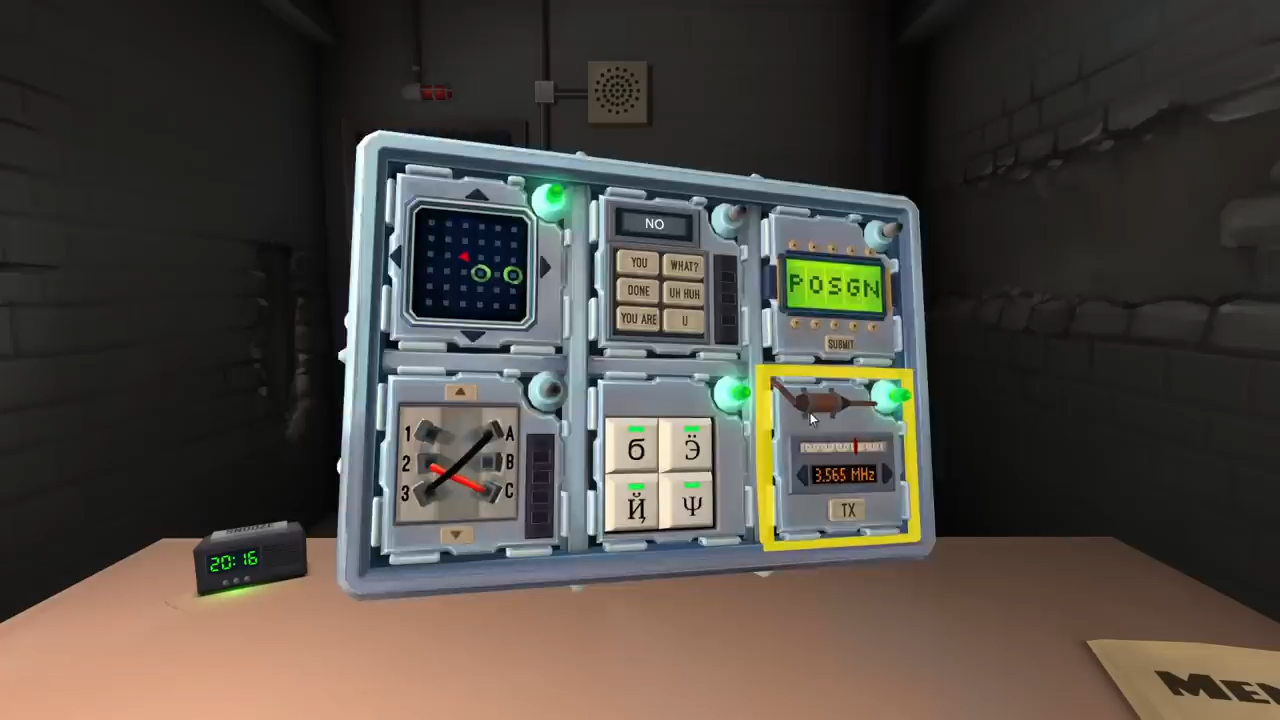 NO
YOU
WHAT?
DONE
UH HUH
YOU ARE
U
POSGN
SUBMIT
1
A
2
B
3
C
б
Ӭ
Ҋ
Ψ
3.565 MHz
TX
SNOOZE
20:16